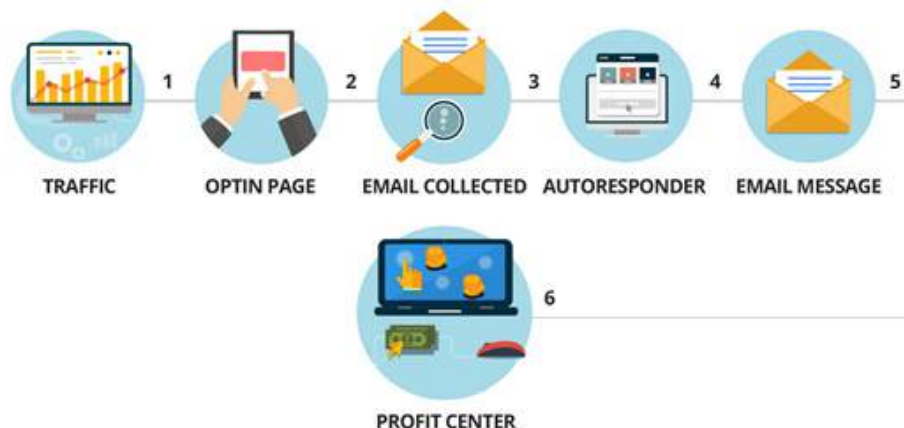 1
2
3
4
5
TRAFFIC
OPTIN PAGE
EMAIL COLLECTED
AUTORESPONDER
EMAIL MESSAGE
6
PROFIT CENTER